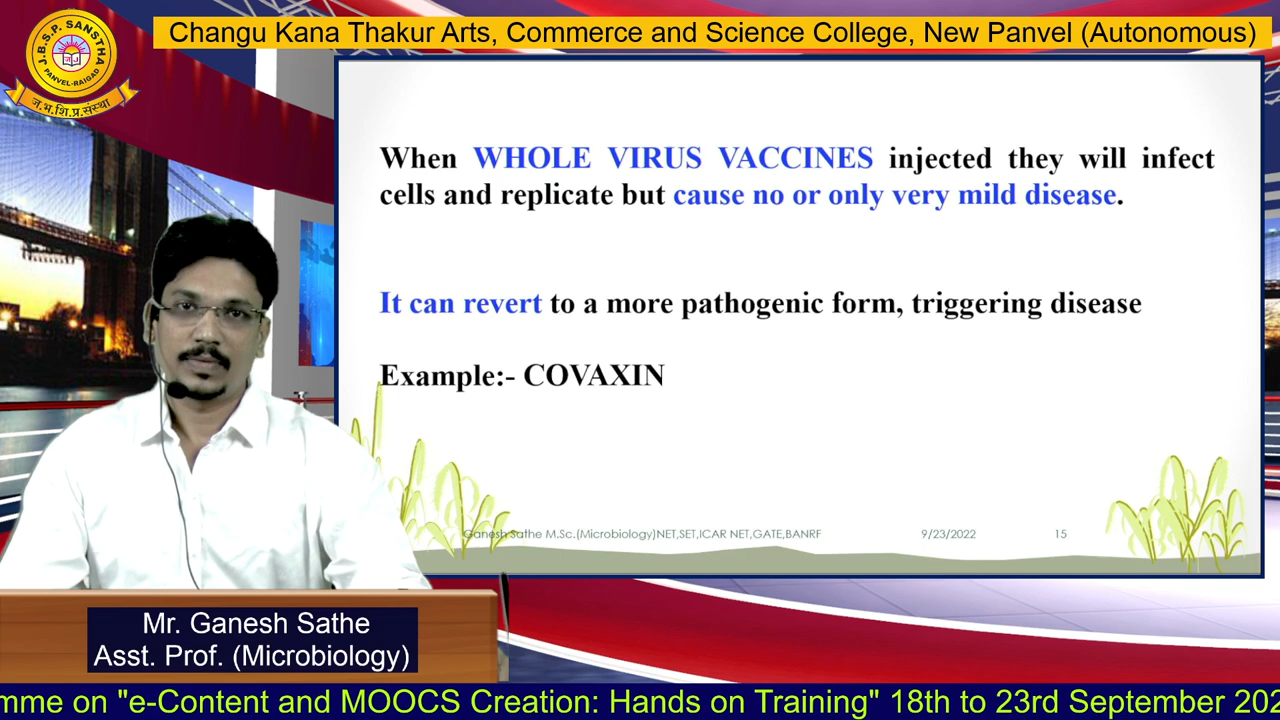 J.B.S.P. SANSTHA
PANVEL-RAIGAD
ज.भ.शि.प्र.संस्था
Changu Kana Thakur Arts, Commerce and Science College, New Panvel (Autonomous)
When WHOLE VIRUS VACCINES injected they will infect
cells and replicate but cause no or only very mild disease.
It can revert to a more pathogenic form, triggering disease
Example:- COVAXIN
Ganesh Sathe M.Sc.(Microbiology)NET,SET,ICAR NET,GATE,BANRF 9/23/2022 15
Mr. Ganesh Sathe
Asst. Prof. (Microbiology)
mme on "e-Content and MOOCS Creation: Hands on Training" 18th to 23rd September 202